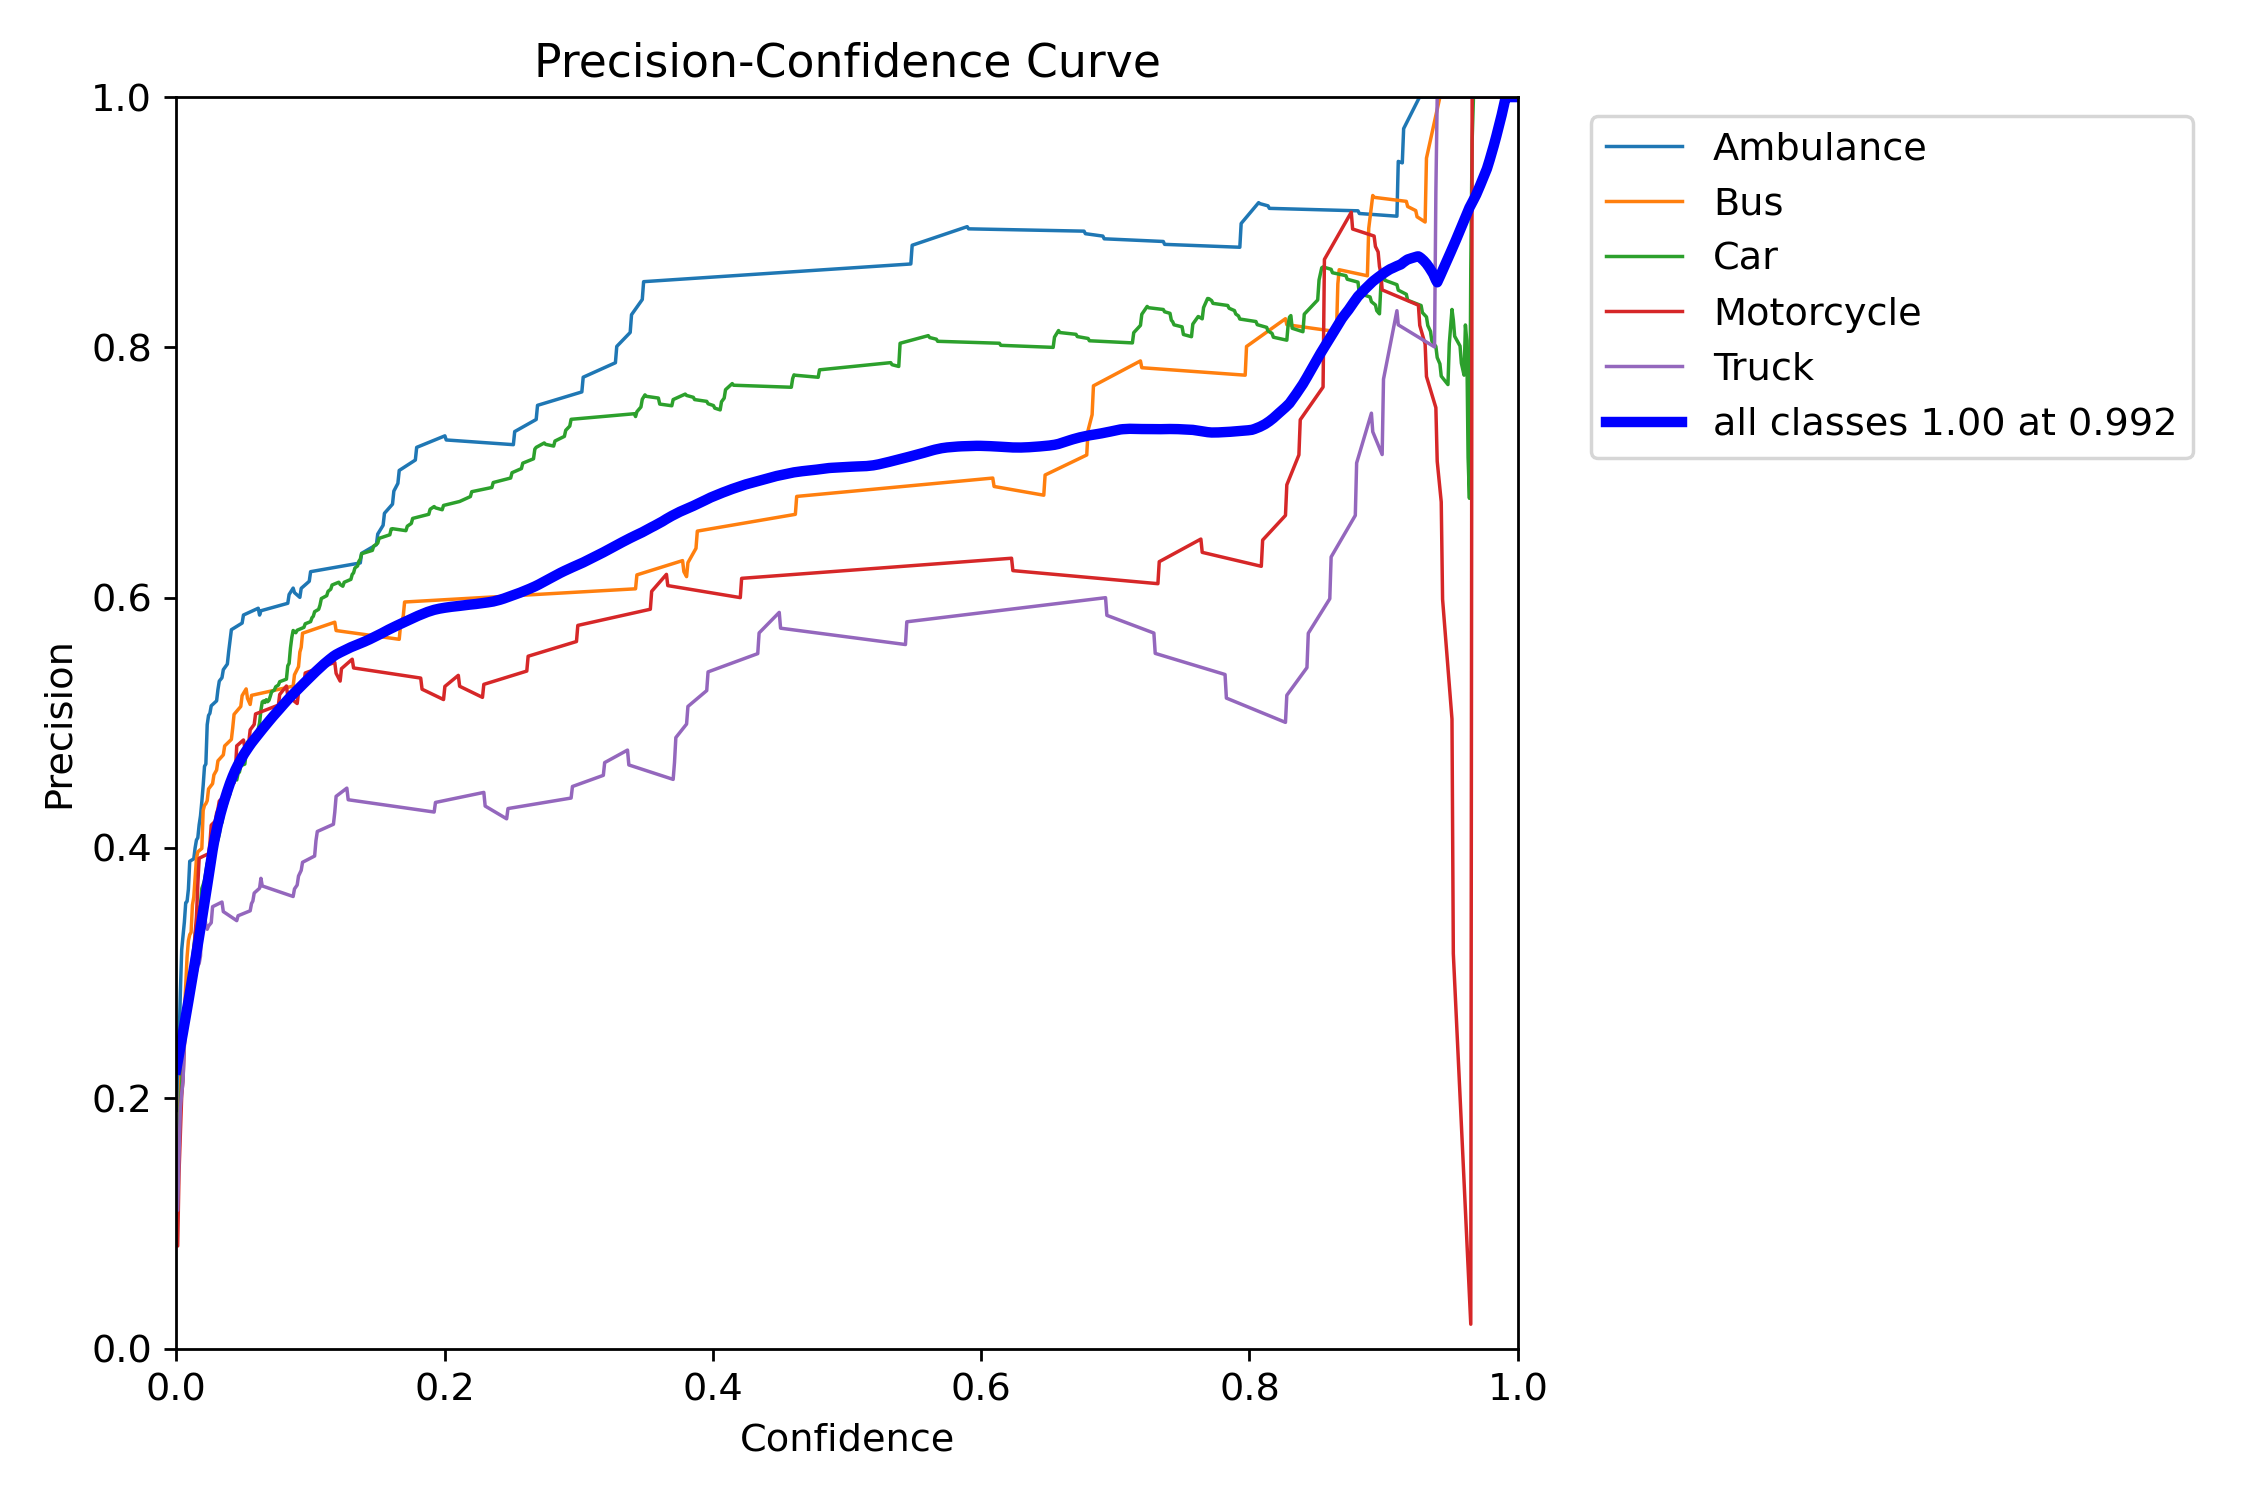 Precision-Confidence Curve
1.0
0.8
0.6
0.4
0.2
0.0
Precision
0.0 0.2 0.4 0.6 0.8 1.0
Confidence
Ambulance
Bus
Car
Motorcycle
Truck
all classes 1.00 at 0.992